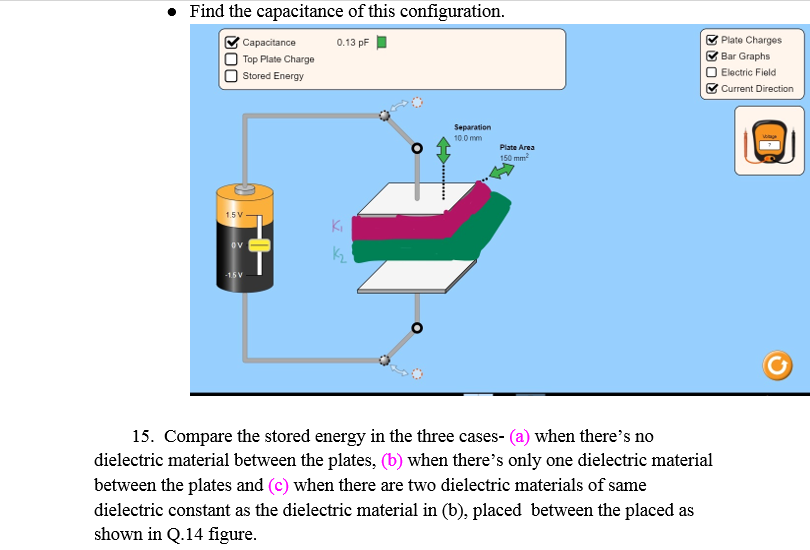 • Find the capacitance of this configuration.
Capacitance 0.13 pF
Top Plate Charge
Stored Energy
Plate Charges
Bar Graphs
Electric Field
Current Direction
Separation
10.0 mm
Plate Area
150 mm²
Voltage
?
1.5 V
0 V
-1.5 V
K₁
K₂
15. Compare the stored energy in the three cases- (a) when there’s no
dielectric material between the plates, (b) when there’s only one dielectric material
between the plates and (c) when there are two dielectric materials of same
dielectric constant as the dielectric material in (b), placed between the placed as
shown in Q.14 figure.